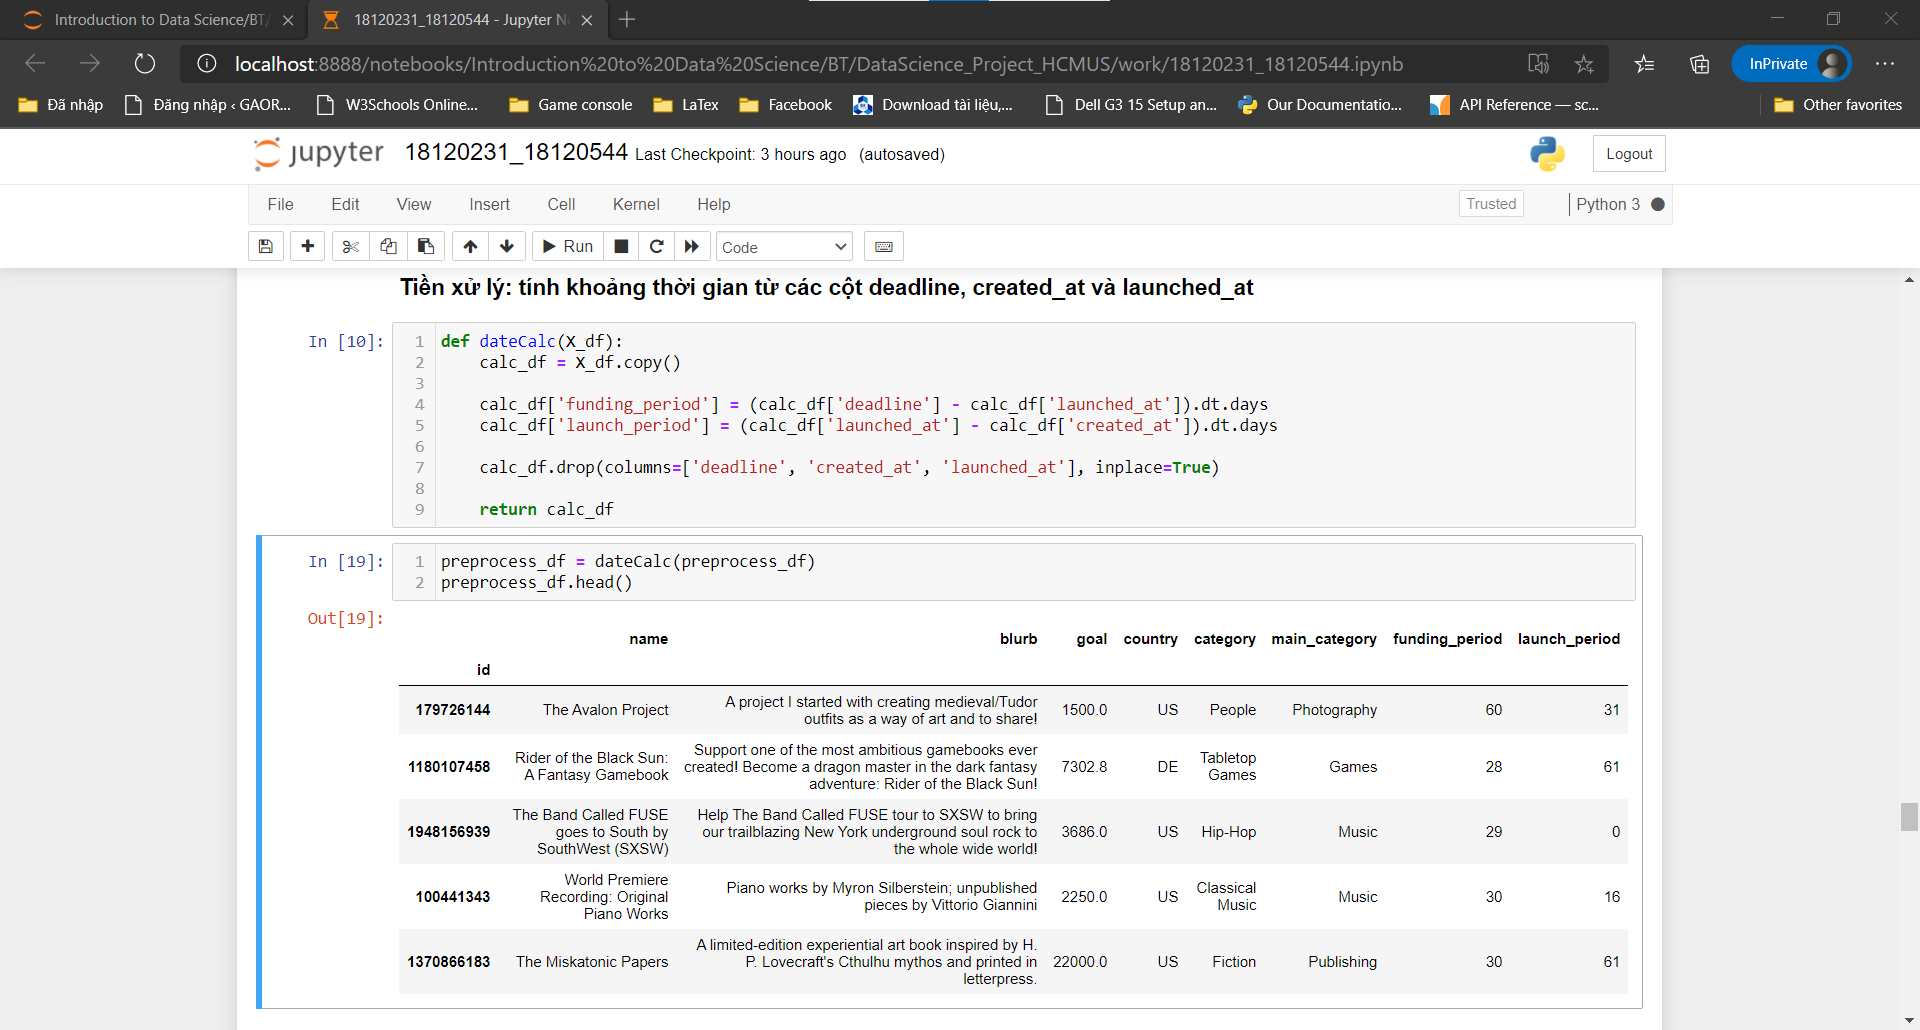 Introduction to Data Science/BT/
18120231_18120544 - Jupyter N
localhost:8888/notebooks/Introduction%20to%20Data%20Science/BT/DataScience_Project_HCMUS/work/18120231_18120544.ipynb
InPrivate
Đã nhập
Đăng nhập ‹ GAOR...
W3Schools Online...
Game console
LaTex
Facebook
Download tài liệu,...
Dell G3 15 Setup an...
Our Documentatio...
API Reference — sc...
Other favorites
jupyter
18120231_18120544 Last Checkpoint: 3 hours ago (autosaved)
Logout
File Edit View Insert Cell Kernel Help
Trusted
Python 3
Run
Code
Tiền xử lý: tính khoảng thời gian từ các cột deadline, created_at và launched_at
In [10]:
1 def dateCalc(X_df):
2 calc_df = X_df.copy()
3
4 calc_df['funding_period'] = (calc_df['deadline'] - calc_df['launched_at']).dt.days
5 calc_df['launch_period'] = (calc_df['launched_at'] - calc_df['created_at']).dt.days
6
7 calc_df.drop(columns=['deadline', 'created_at', 'launched_at'], inplace=True)
8
9 return calc_df
In [19]:
1 preprocess_df = dateCalc(preprocess_df)
2 preprocess_df.head()
Out[19]:
name blurb goal country category main_category funding_period launch_period
id
179726144 The Avalon Project
A project I started with creating medieval/Tudor
outfits as a way of art and to share!
1500.0 US People Photography 60 31
1180107458
Rider of the Black Sun:
A Fantasy Gamebook
Support one of the most ambitious gamebooks ever
created! Become a dragon master in the dark fantasy
adventure: Rider of the Black Sun!
7302.8 DE
Tabletop
Games
Games 28 61
1948156939
The Band Called FUSE
goes to South by
SouthWest (SXSW)
Help The Band Called FUSE tour to SXSW to bring
our trailblazing New York underground soul rock to
the whole wide world!
3686.0 US Hip-Hop Music 29 0
100441343
World Premiere
Recording: Original
Piano Works
Piano works by Myron Silberstein; unpublished
pieces by Vittorio Giannini
2250.0 US
Classical
Music
Music 30 16
1370866183 The Miskatonic Papers
A limited-edition experiential art book inspired by H.
P. Lovecraft's Cthulhu mythos and printed in
letterpress.
22000.0 US Fiction Publishing 30 61